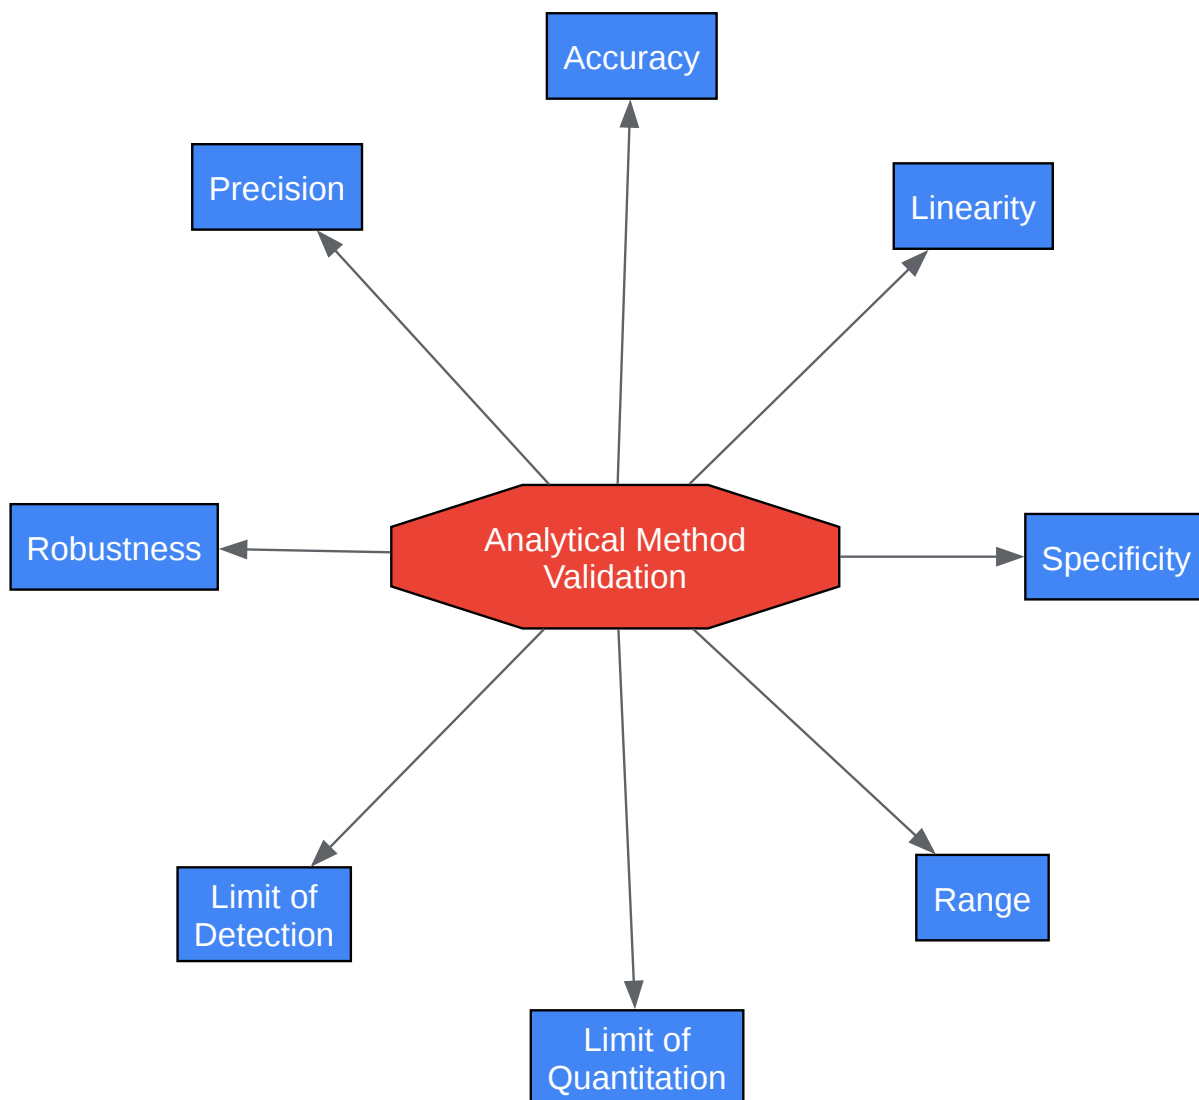 Accuracy
Precision
Linearity
Analytical Method
Validation
Robustness
Specificity
Limit of
Detection
Range
Limit of
Quantitation